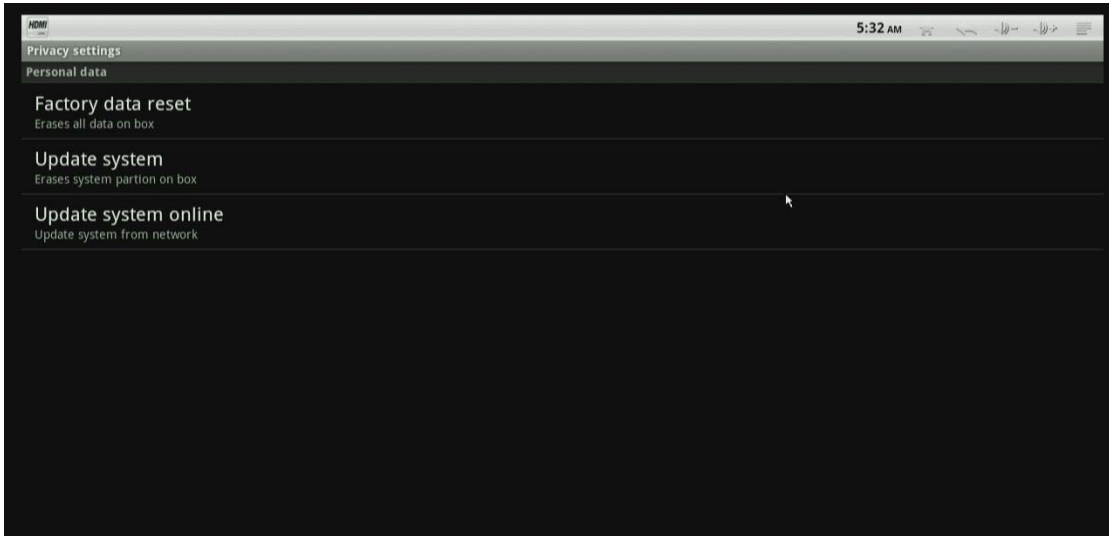 HDMI
5:32 AM
Privacy settings
Personal data
Factory data reset
Erases all data on box
Update system
Erases system partion on box
Update system online
Update system from network